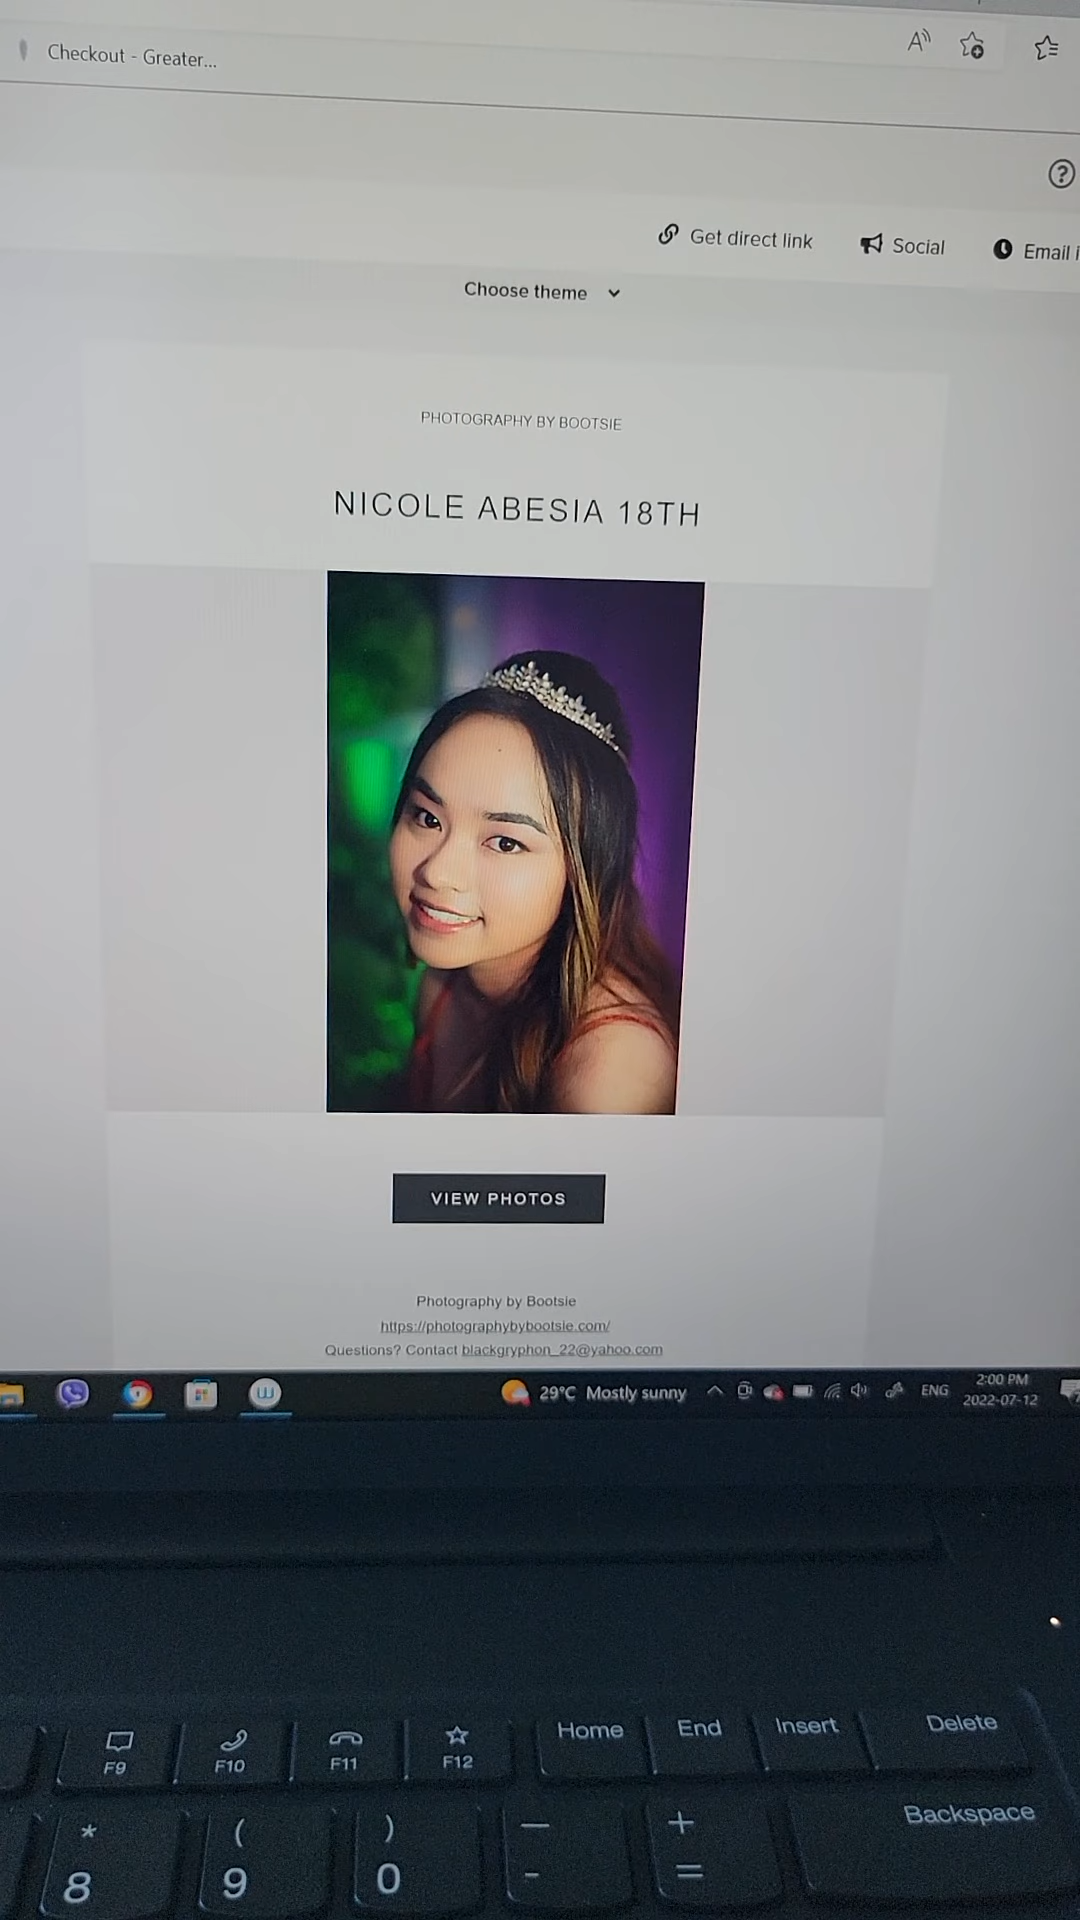 Checkout - Greater...
Get direct link
Social
Email i
Choose theme
PHOTOGRAPHY BY BOOTSIE
NICOLE ABESIA 18TH
VIEW PHOTOS
Photography by Bootsie
https://photographybybootsie.com/
Questions? Contact blackgryphon_22@yahoo.com
29°C Mostly sunny
ENG
2:00 PM
2022-07-12
F9
F10
F11
F12
Home
End
Insert
Delete
* ( ) — +
Backspace
8 9 0 - =